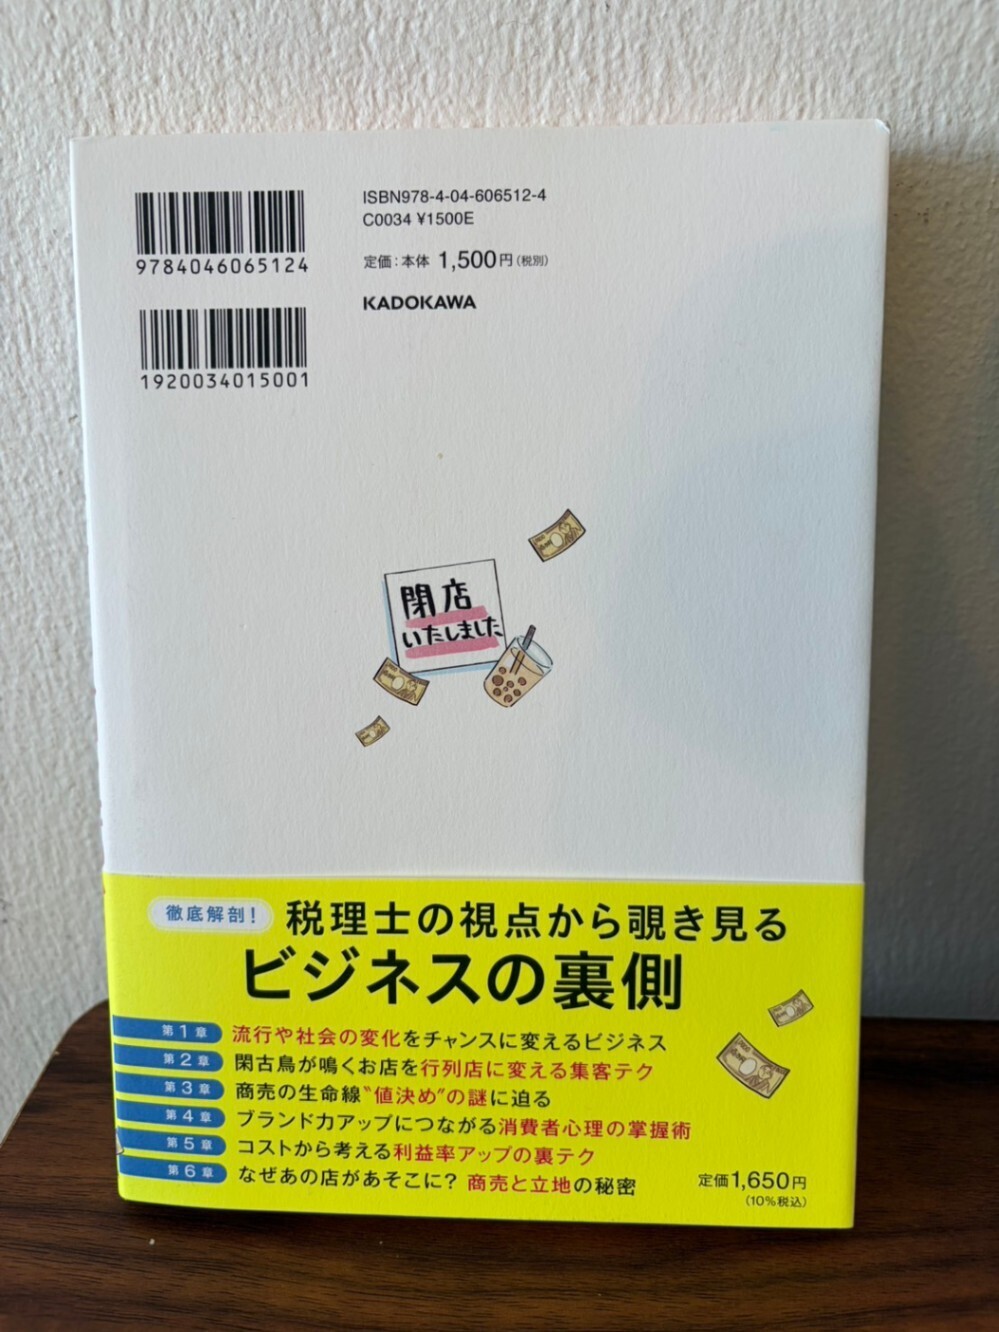 ISBN978-4-04-606512-4
C0034 ¥1500E
定価:本体 1,500円(税別)
KADOKAWA
9784046065124
1920034015001
閉店
いたしました
徹底解剖!
税理士の視点から覗き見る
ビジネスの裏側
第1章 流行や社会の変化をチャンスに変えるビジネス
第2章 閑古鳥が鳴くお店を行列店に変える集客テク
第3章 商売の生命線“値決め”の謎に迫る
第4章 ブランド力アップにつながる消費者心理の掌握術
第5章 コストから考える利益率アップの裏テク
第6章 なぜあの店があそこに? 商売と立地の秘密
定価1,650円
(10%税込)